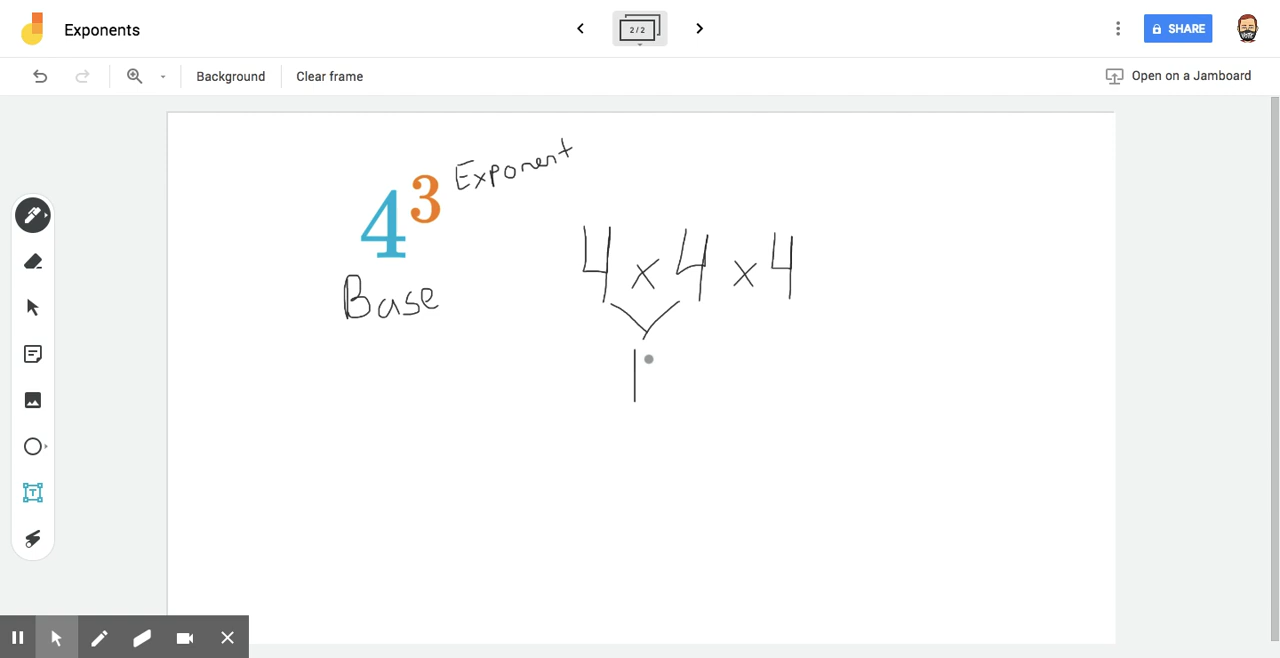 Exponents
2 / 2
SHARE
Background
Clear frame
Open on a Jamboard
4³ Exponent
Base
4 x 4 x 4
1
T